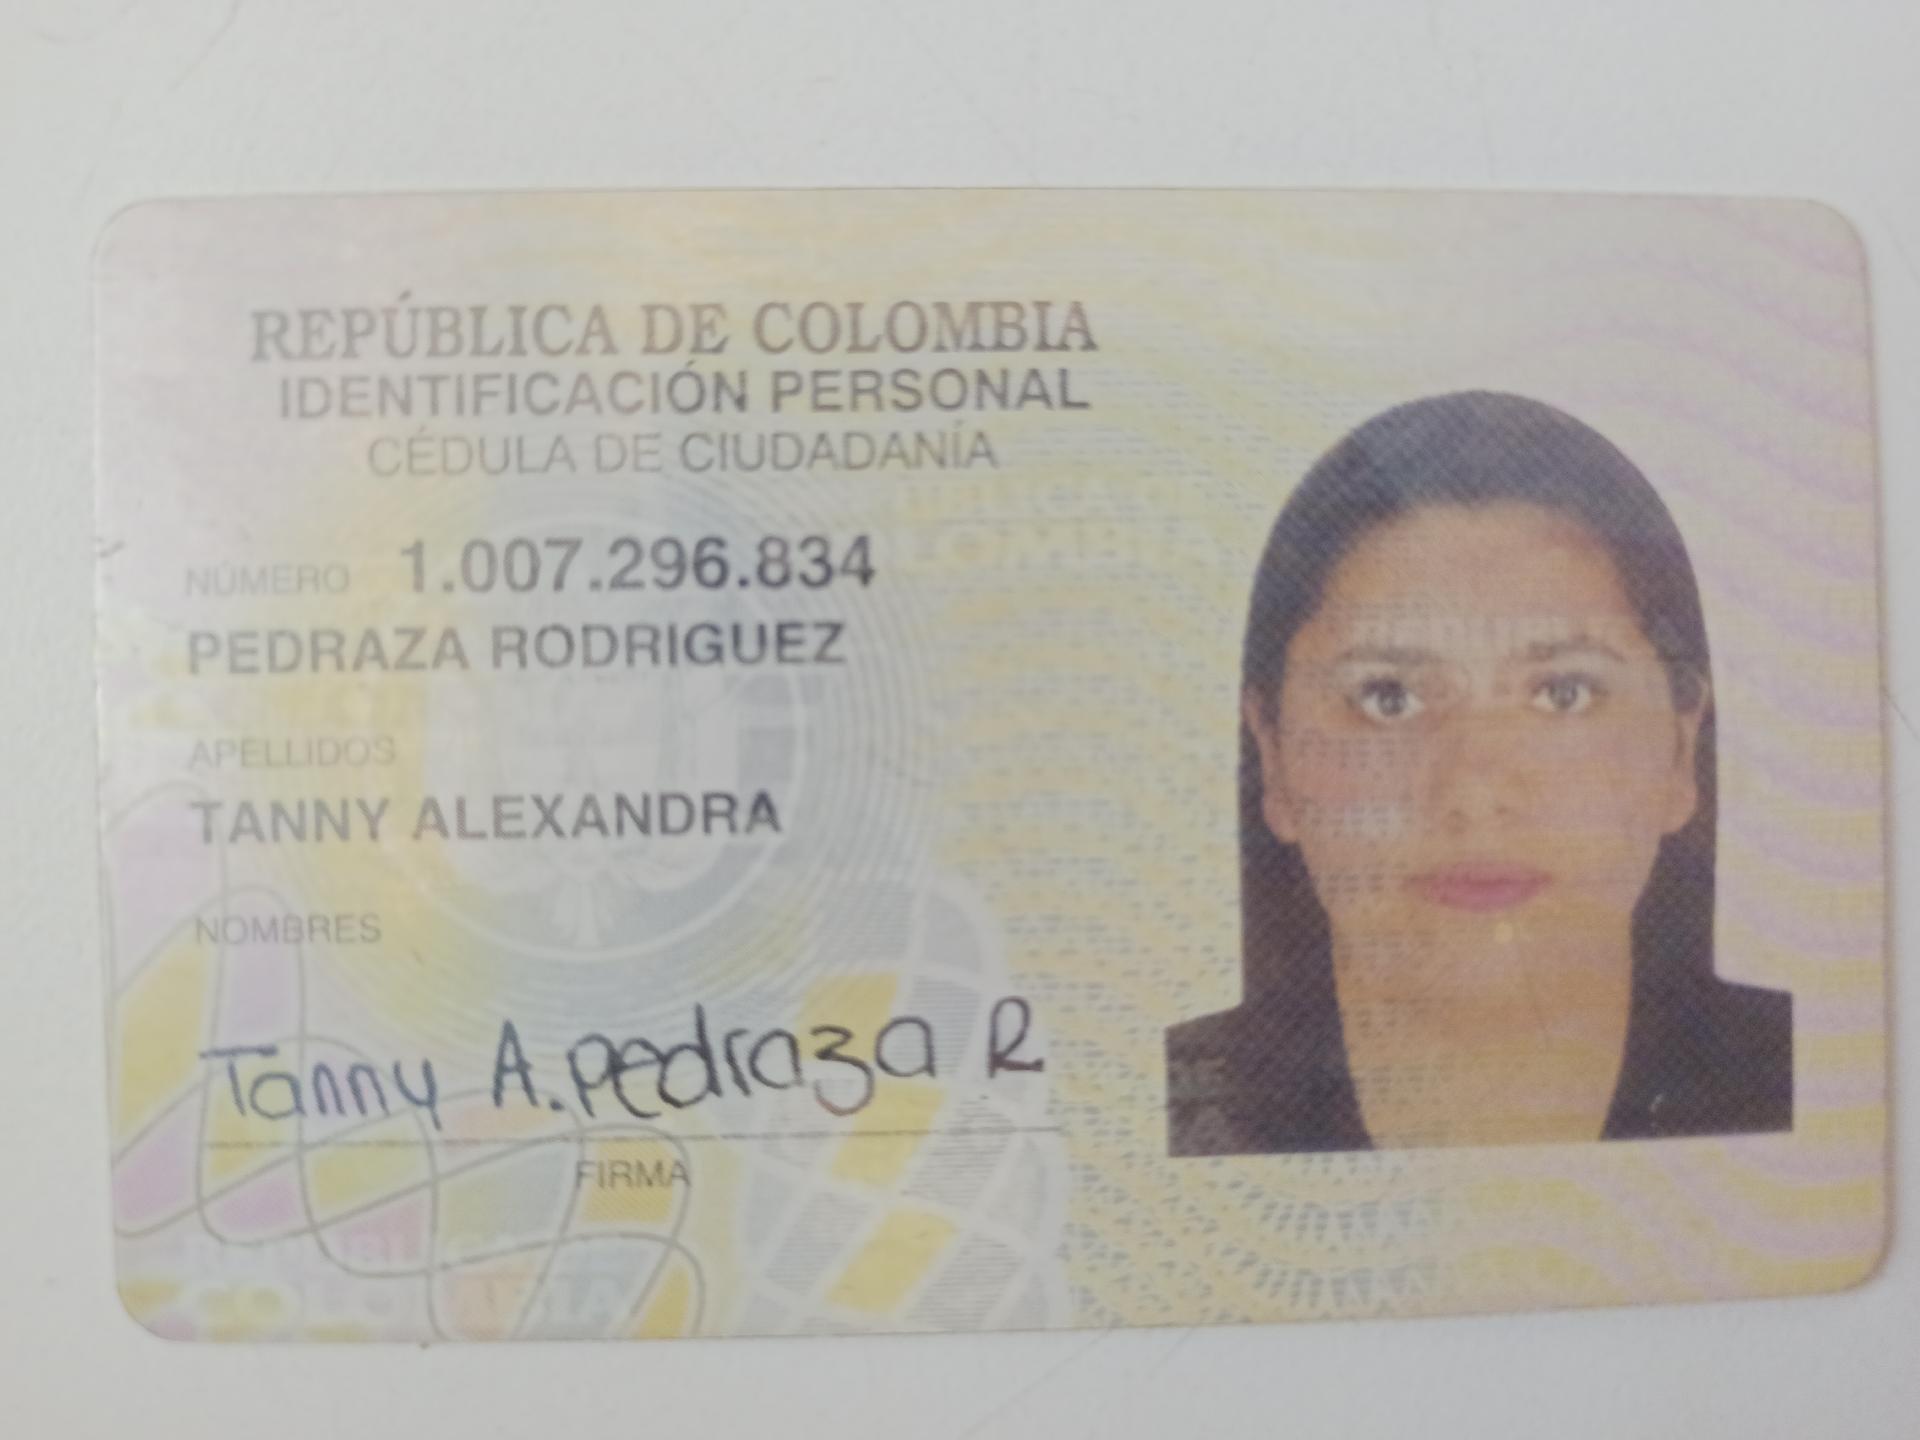 REPÚBLICA DE COLOMBIA
IDENTIFICACIÓN PERSONAL
CÉDULA DE CIUDADANÍA
NÚMERO 1.007.296.834
PEDRAZA RODRIGUEZ
APELLIDOS
TANNY ALEXANDRA
NOMBRES
Tanny A. Pedraza R
FIRMA